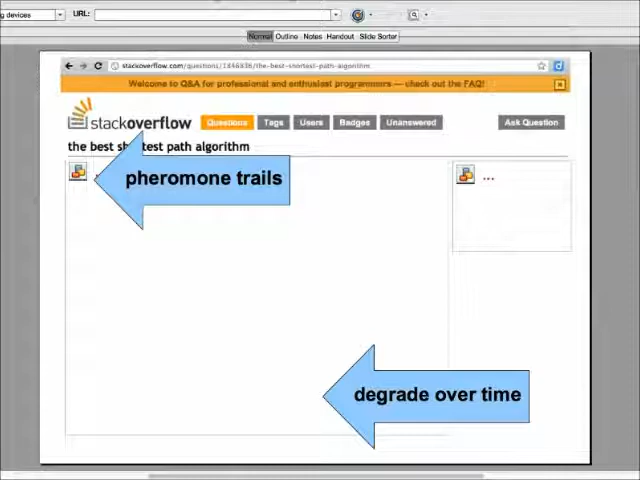 ng devices URL:
Normal Outline Notes Handout Slide Sorter
stackoverflow.com/questions/1846836/the-best-shortest-path-algorithm
Welcome to Q&A for professional and enthusiast programmers — check out the FAQ!
stackoverflow Questions Tags Users Badges Unanswered Ask Question
the best sh test path algorithm
pheromone trails
...
degrade over time